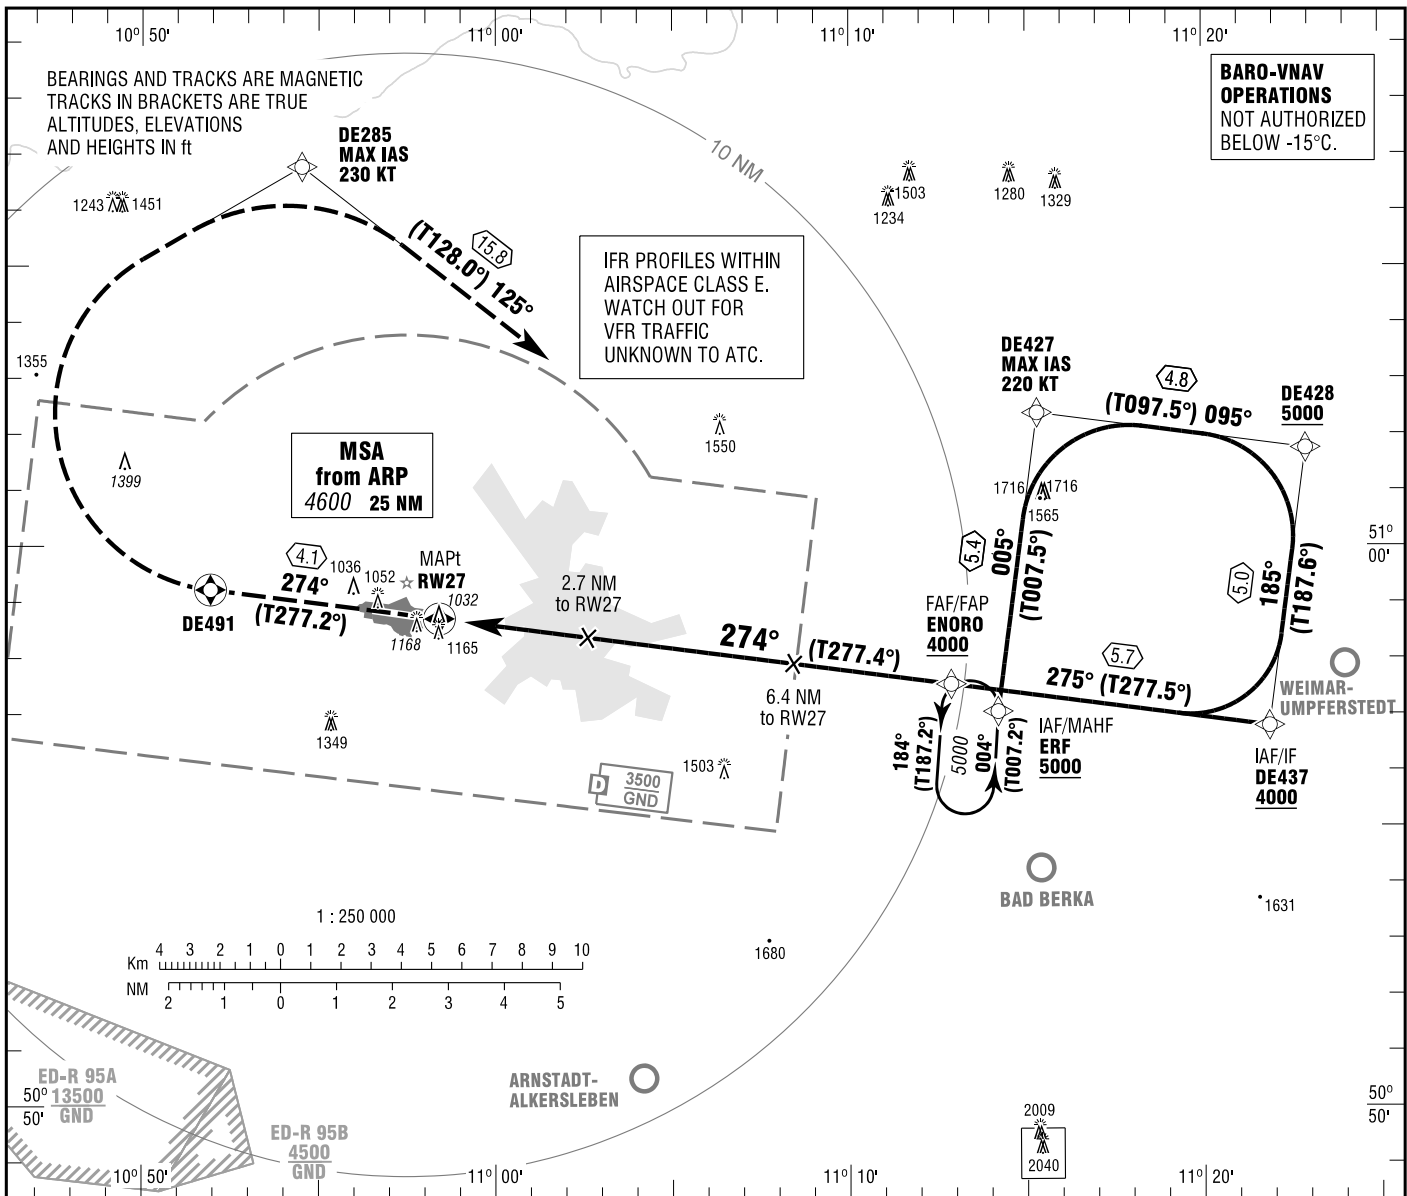 10° 50'
11° 00'
11° 10'
11° 20'
BEARINGS AND TRACKS ARE MAGNETIC
TRACKS IN BRACKETS ARE TRUE
ALTITUDES, ELEVATIONS
AND HEIGHTS IN ft
BARO-VNAV
OPERATIONS
NOT AUTHORIZED
BELOW -15°C.
DE285
MAX IAS
230 KT
10 NM
1243
1451
1503
1234
1280
1329
15.8
(T128.0°) 125°
IFR PROFILES WITHIN
AIRSPACE CLASS E.
WATCH OUT FOR
VFR TRAFFIC
UNKNOWN TO ATC.
1355
DE427
MAX IAS
220 KT
4.8
(T097.5°) 095°
DE428
5000
1550
MSA
from ARP
4600 25 NM
1399
1716
1716
1565
51°
00'
5.4
005°
(T007.5°)
5.0
185°
(T187.6°)
4.1
274°
(T277.2°)
1036
1052
MAPt
RW27
1032
1168
1165
DE491
2.7 NM
to RW27
274° (T277.4°)
FAF/FAP
ENORO
4000
5.7
275° (T277.5°)
WEIMAR-
UMPFERSTEDT
6.4 NM
to RW27
184°
(T187.2°)
5000
004°
(T007.2°)
IAF/MAHF
ERF
5000
IAF/IF
DE437
4000
1349
1503
D
3500
GND
BAD BERKA
1631
1680
1 : 250 000
Km
4 3 2 1 0 1 2 3 4 5 6 7 8 9 10
NM
2 1 0 1 2 3 4 5
ED-R 95A
13500
GND
50°
50'
ARNSTADT-
ALKERSLEBEN
ED-R 95B
4500
GND
50°
50'
2009
2040
10° 50'
11° 00'
11° 10'
11° 20'